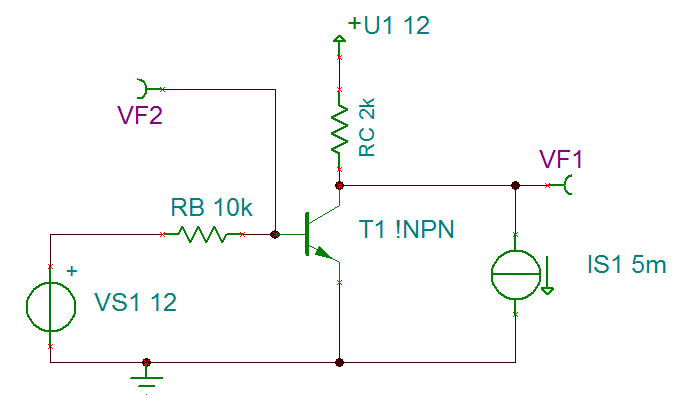 +U1 12
VF2
RC 2k
VF1
RB 10k
T1 !NPN
IS1 5m
+
VS1 12